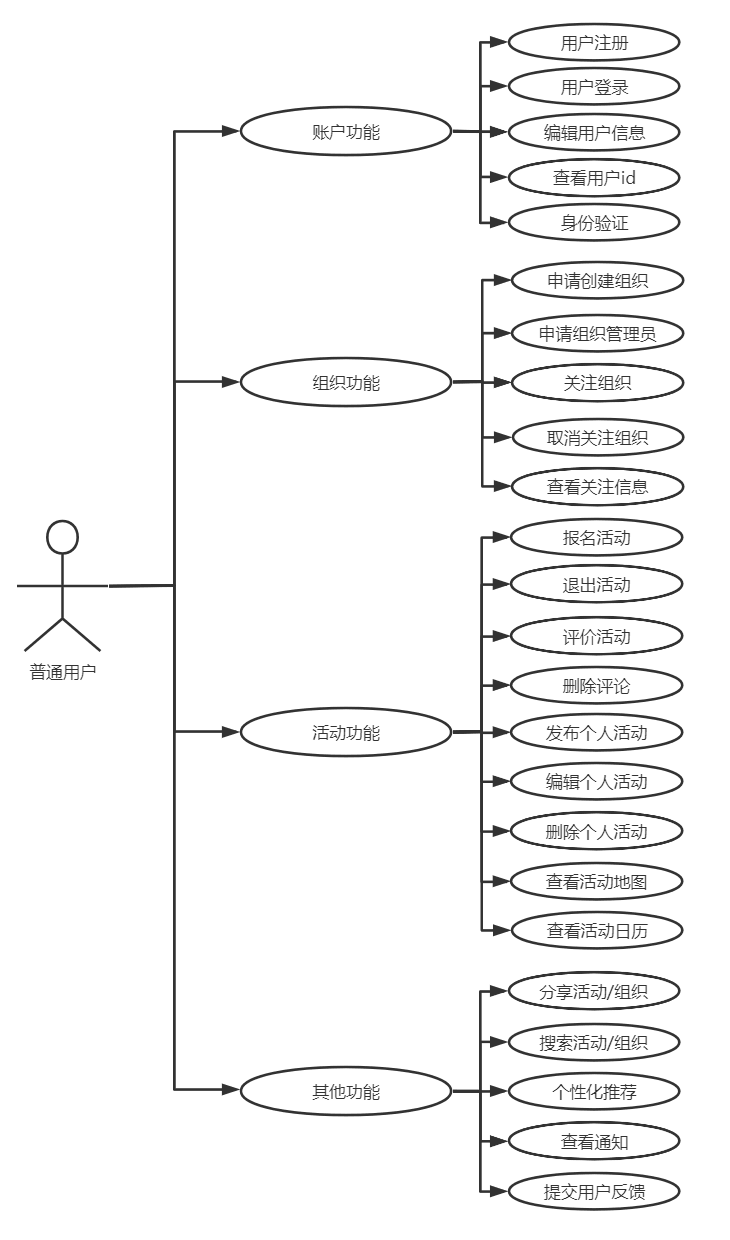 用户注册
用户登录
账户功能
编辑用户信息
查看用户id
身份验证
申请创建组织
申请组织管理员
组织功能
关注组织
取消关注组织
查看关注信息
报名活动
退出活动
评价活动
普通用户
删除评论
活动功能
发布个人活动
编辑个人活动
删除个人活动
查看活动地图
查看活动日历
分享活动/组织
搜索活动/组织
其他功能
个性化推荐
查看通知
提交用户反馈